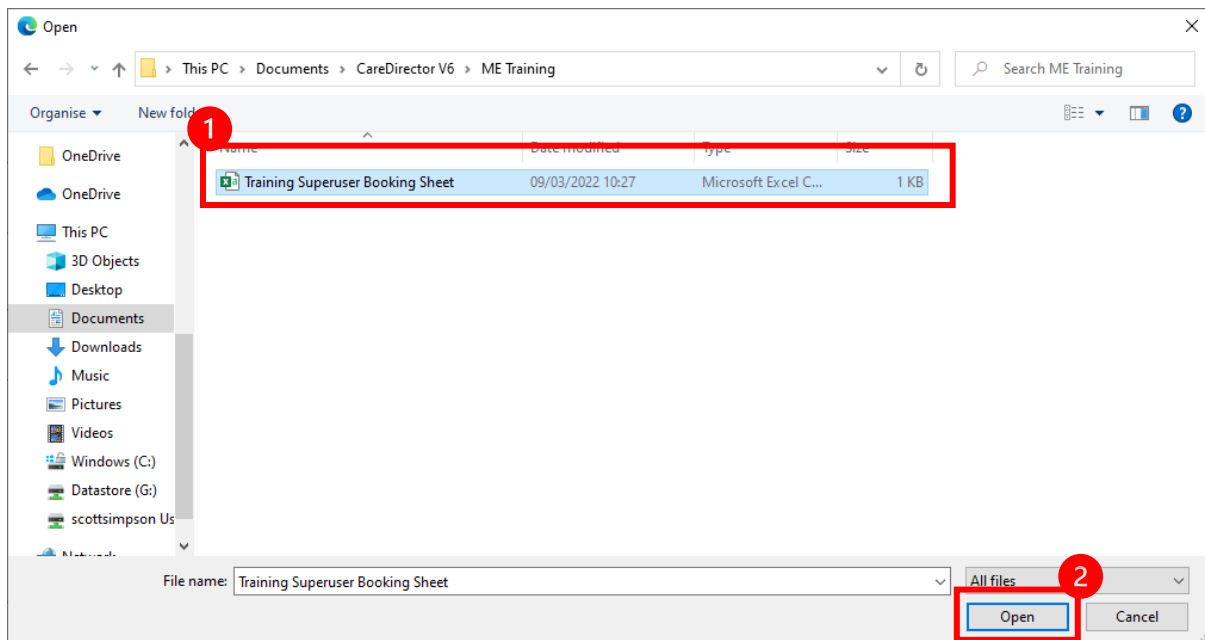 Open
This PC > Documents > CareDirector V6 > ME Training
Search ME Training
Organise
New fold
1
Name Date modified Type Size
Training Superuser Booking Sheet 09/03/2022 10:27 Microsoft Excel C... 1 KB
OneDrive
OneDrive
This PC
3D Objects
Desktop
Documents
Downloads
Music
Pictures
Videos
Windows (C:)
Datastore (G:)
scottsimpson Us
Network
File name: Training Superuser Booking Sheet
All files
2
Open Cancel